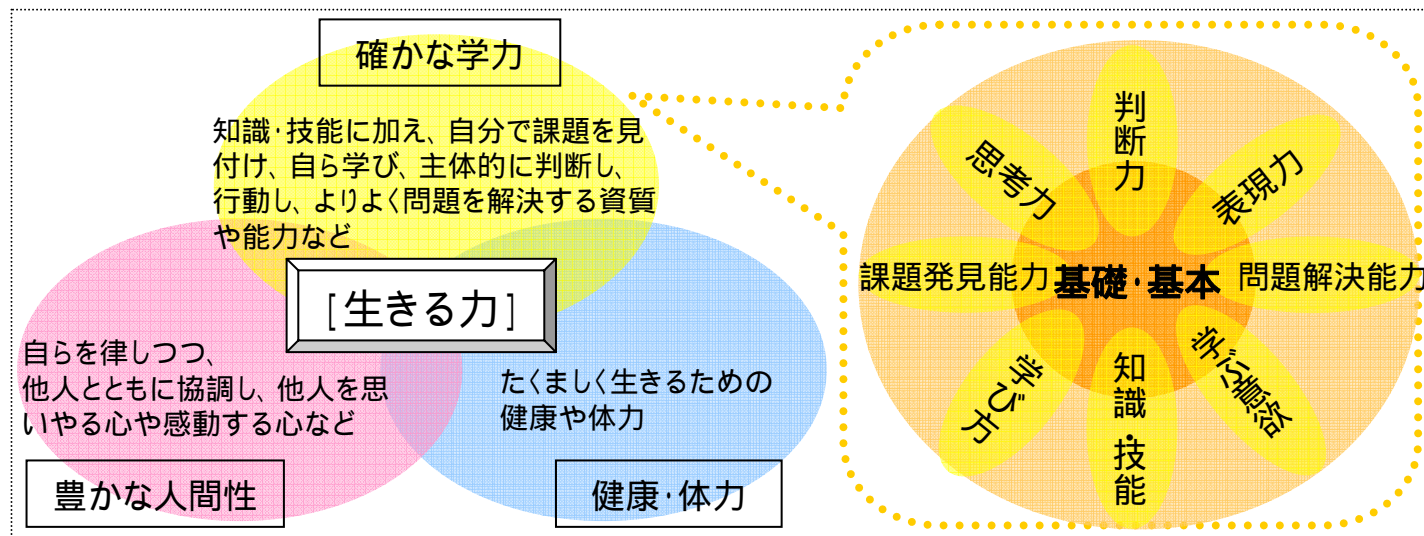 確かな学力
知識・技能に加え、自分で課題を見
付け、自ら学び、主体的に判断し、
行動し、よりよく問題を解決する資質
や能力など
[生きる力]
自らを律しつつ、
他人とともに協調し、他人を思
いやる心や感動する心など
豊かな人間性
たくましく生きるための
健康や体力
健康・体力
判断力
思考力
表現力
課題発見能力
基礎・基本
問題解決能力
学び方
知識・技能
学ぶ意欲